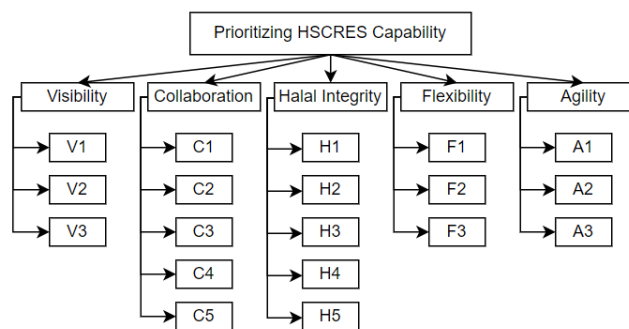 Prioritizing HSCRES Capability
Visibility
Collaboration
Halal Integrity
Flexibility
Agility
V1
C1
H1
F1
A1
V2
C2
H2
F2
A2
V3
C3
H3
F3
A3
C4
H4
C5
H5